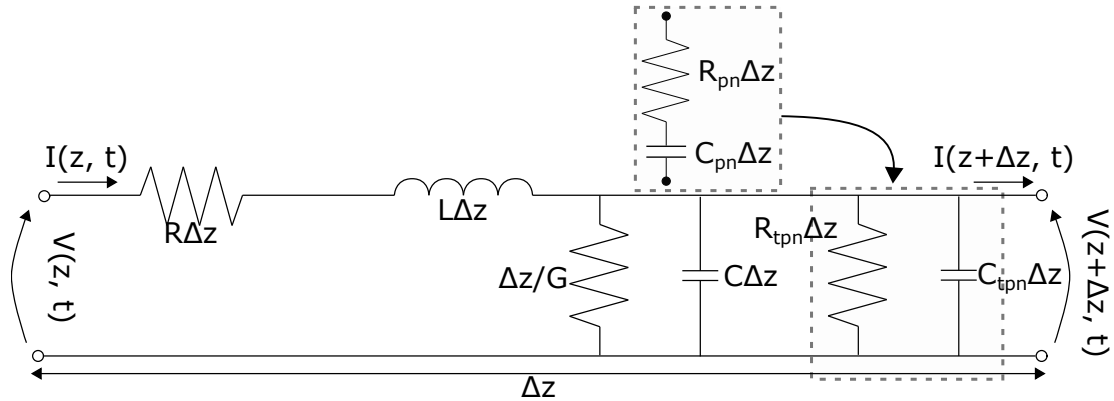 R_pnΔz
C_pnΔz
I(z, t)
I(z+Δz, t)
RΔz
LΔz
R_tpnΔz
V(z, t)
Δz/G
CΔz
C_tpnΔz
V(z+Δz, t)
Δz